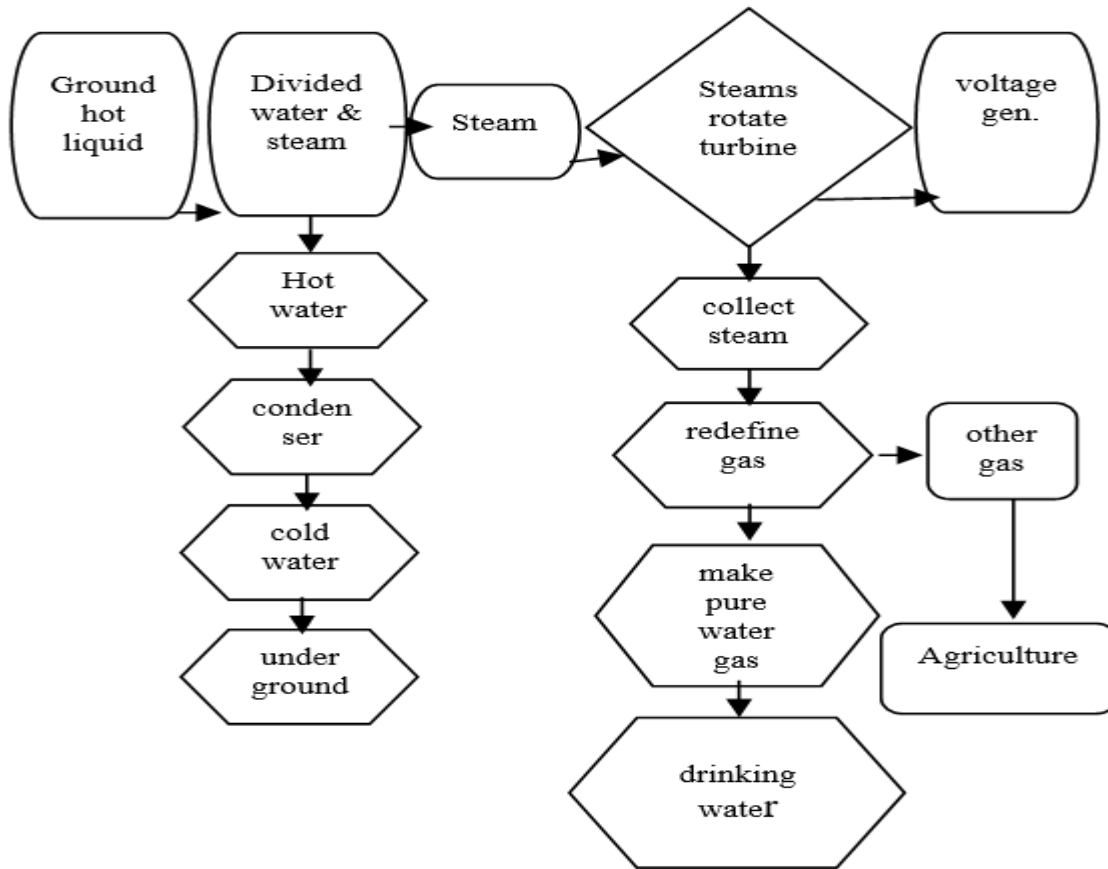 Ground
hot
liquid
Divided
water &
steam
Steam
Steams
rotate
turbine
voltage
gen.
Hot
water
conden
ser
cold
water
under
ground
collect
steam
redefine
gas
other
gas
make
pure
water
gas
Agriculture
drinking
water